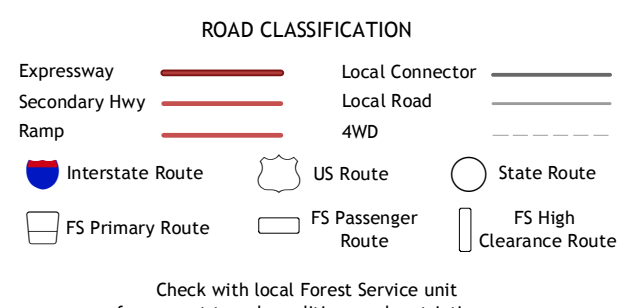 ROAD CLASSIFICATION
Expressway
Local Connector
Secondary Hwy
Local Road
Ramp
4WD
Interstate Route
US Route
State Route
FS Primary Route
FS Passenger
Route
FS High
Clearance Route
Check with local Forest Service unit